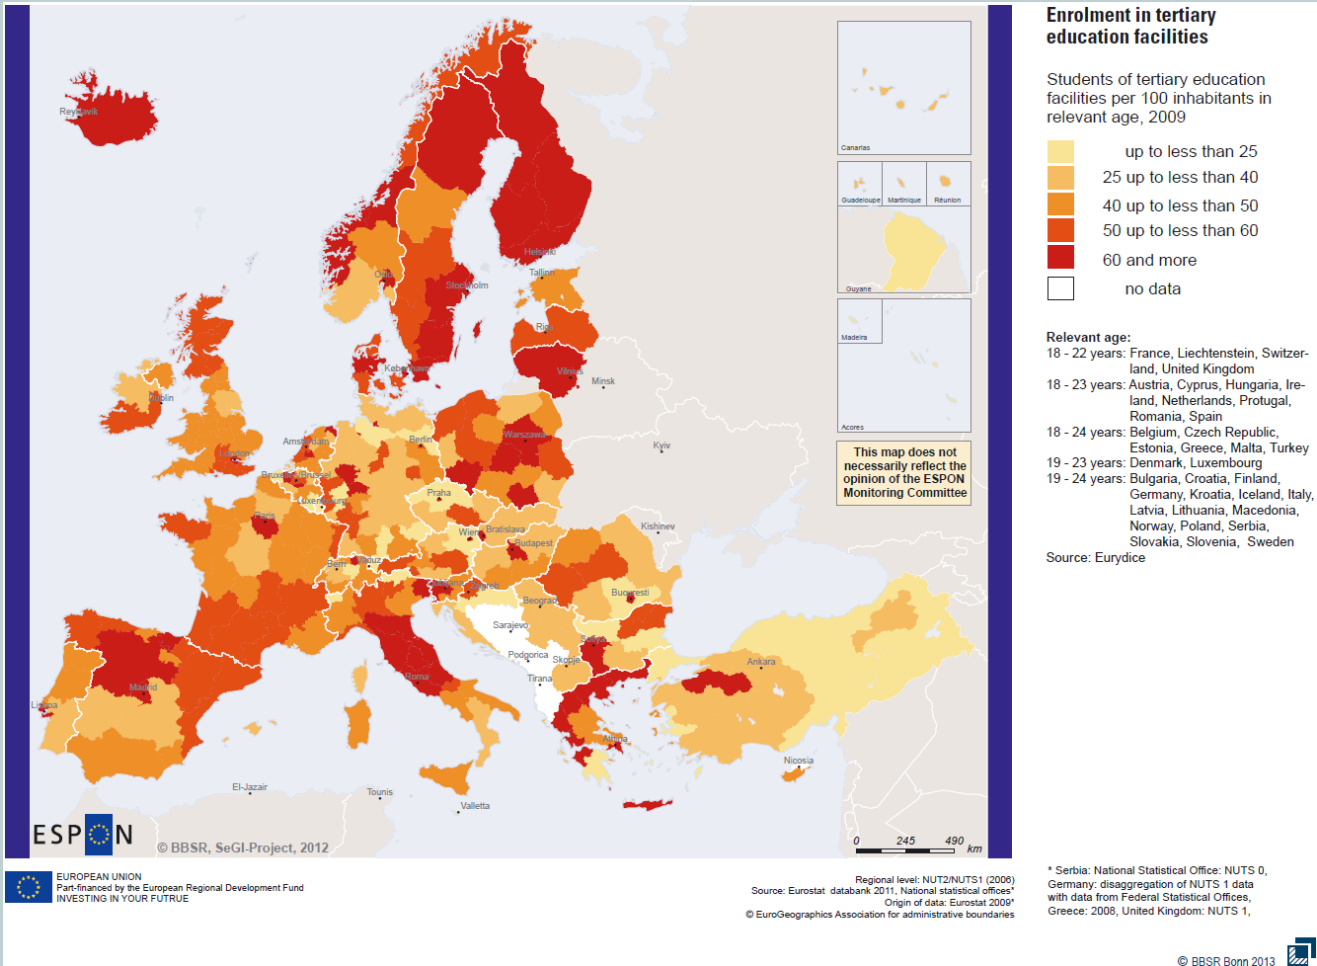 Enrolment in tertiary
education facilities
Students of tertiary education
facilities per 100 inhabitants in
relevant age, 2009
up to less than 25
25 up to less than 40
40 up to less than 50
50 up to less than 60
60 and more
no data
Relevant age:
18 - 22 years: France, Liechtenstein, Switzer-
land, United Kingdom
18 - 23 years: Austria, Cyprus, Hungaria, Ire-
land, Netherlands, Protugal,
Romania, Spain
18 - 24 years: Belgium, Czech Republic,
Estonia, Greece, Malta, Turkey
19 - 23 years: Denmark, Luxembourg
19 - 24 years: Bulgaria, Croatia, Finland,
Germany, Kroatia, Iceland, Italy,
Latvia, Lithuania, Macedonia,
Norway, Poland, Serbia,
Slovakia, Slovenia, Sweden
Source: Eurydice
Reykjavik
Canarias
Guadeloupe
Martinique
Réunion
Guyane
Madeira
Acores
This map does not
necessarily reflect the
opinion of the ESPON
Monitoring Committee
Helsinki
Tallinn
Oslo
Stockholm
Riga
København
Vilnius
Minsk
Dublin
Amsterdam
Berlin
Warszawa
London
Kyiv
Bruxelles/Brussel
Luxembourg
Praha
Paris
Wien
Bratislava
Kishinev
Budapest
Bern
Vaduz
Ljubljana
Zagreb
Beograd
Bucuresti
Sarajevo
Sofiya
Podgorica
Skopje
Ankara
Roma
Tirana
Madrid
Lisboa
Athina
Nicosia
El-Jazair
Tounis
Valletta
0 245 490
km
ESPON
© BBSR, SeGI-Project, 2012
EUROPEAN UNION
Part-financed by the European Regional Development Fund
INVESTING IN YOUR FUTRUE
Regional level: NUT2/NUTS1 (2006)
Source: Eurostat databank 2011, National statistical offices*
Origin of data: Eurostat 2009*
© EuroGeographics Association for administrative boundaries
* Serbia: National Statistical Office: NUTS 0,
Germany: disaggregation of NUTS 1 data
with data from Federal Statistical Offices,
Greece: 2008, United Kingdom: NUTS 1,
© BBSR Bonn 2013